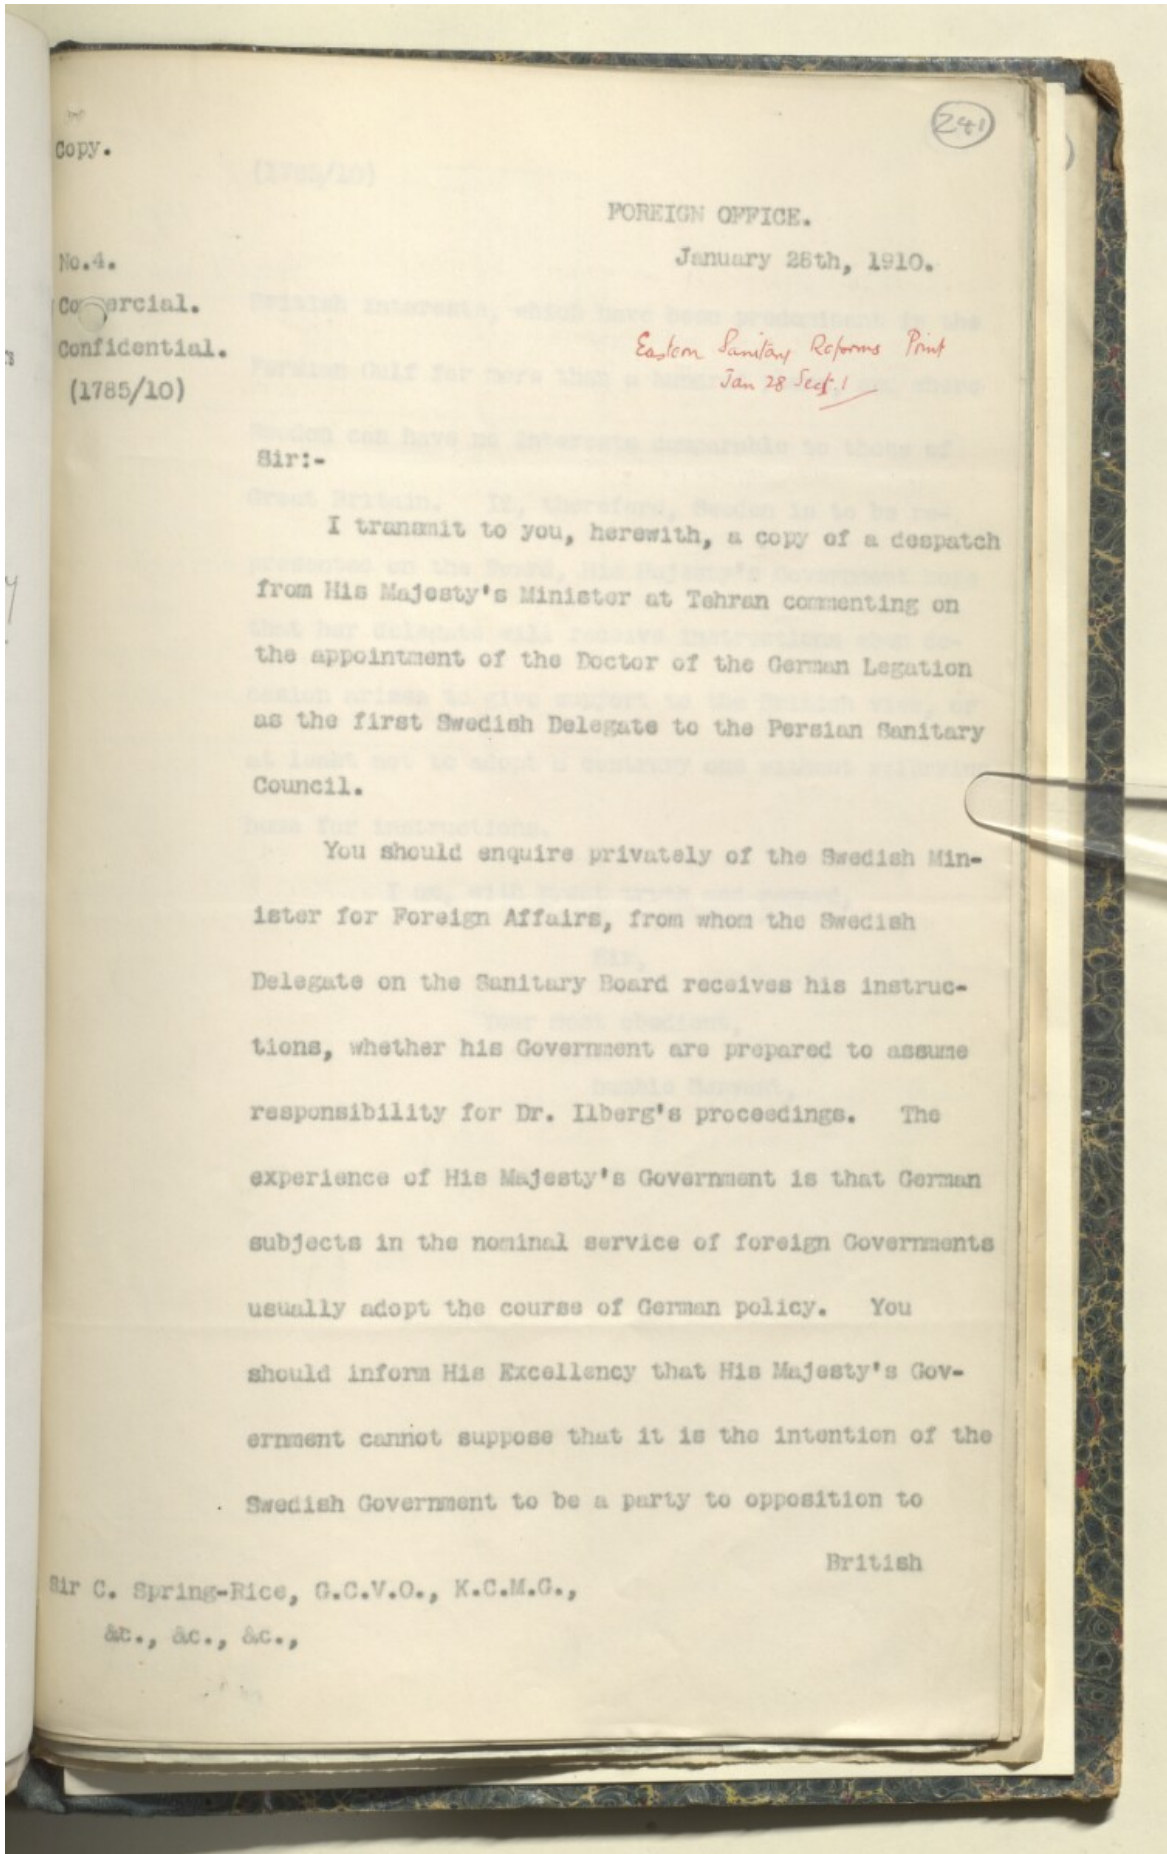 241
Copy.
FOREIGN OFFICE.
January 28th, 1910.
No.4.
Commercial.
Confidential.
(1785/10)
Eastern Sanitary Reforms Print
Jan 28 Sect.1
Sir:-
I transmit to you, herewith, a copy of a despatch
from His Majesty's Minister at Tehran commenting on
the appointment of the Doctor of the German Legation
as the first Swedish Delegate to the Persian Sanitary
Council.
You should enquire privately of the Swedish Min-
ister for Foreign Affairs, from whom the Swedish
Delegate on the Sanitary Board receives his instruc-
tions, whether his Government are prepared to assume
responsibility for Dr. Ilberg's proceedings. The
experience of His Majesty's Government is that German
subjects in the nominal service of foreign Governments
usually adopt the course of German policy. You
should inform His Excellency that His Majesty's Gov-
ernment cannot suppose that it is the intention of the
Swedish Government to be a party to opposition to
British
Sir C. Spring-Rice, G.C.V.O., K.C.M.G.,
&c., &c., &c.,